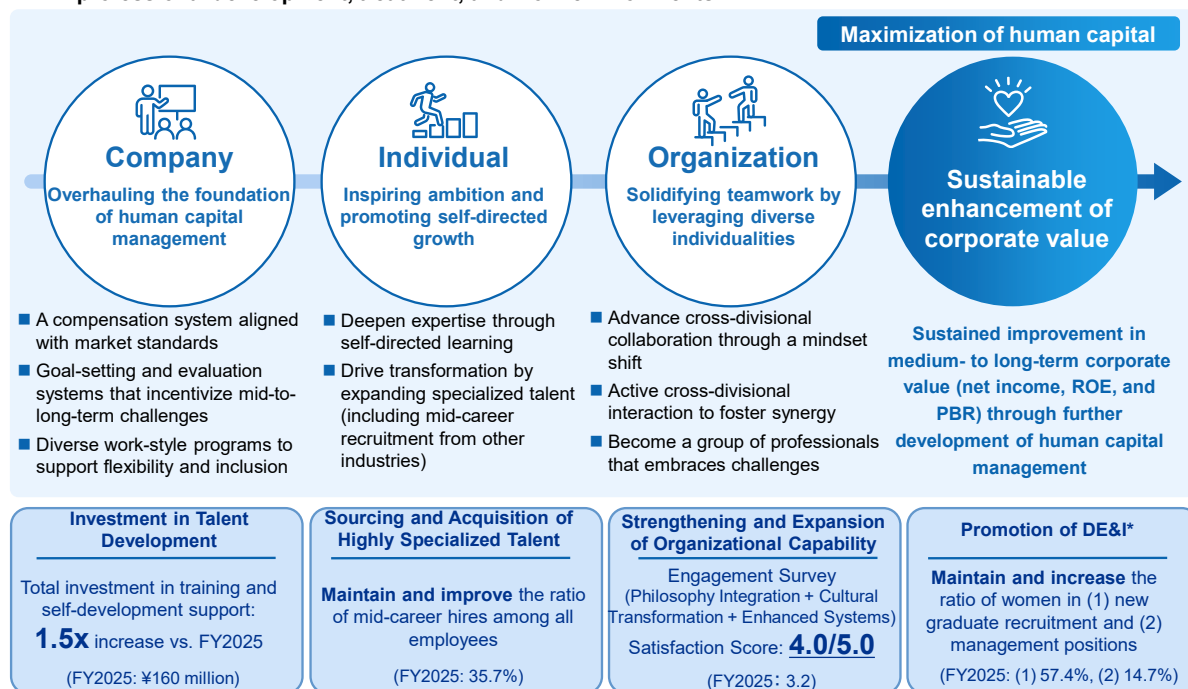 Maximization of human capital
Company
Overhauling the foundation
of human capital
management
Individual
Inspiring ambition and
promoting self-directed
growth
Organization
Solidifying teamwork by
leveraging diverse
individualities
Sustainable
enhancement of
corporate value
■ A compensation system aligned
with market standards
■ Goal-setting and evaluation
systems that incentivize mid-to-
long-term challenges
■ Diverse work-style programs to
support flexibility and inclusion
■ Deepen expertise through
self-directed learning
■ Drive transformation by
expanding specialized talent
(including mid-career
recruitment from other
industries)
■ Advance cross-divisional
collaboration through a mindset
shift
■ Active cross-divisional
interaction to foster synergy
■ Become a group of professionals
that embraces challenges
Sustained improvement in
medium- to long-term corporate
value (net income, ROE, and
PBR) through further
development of human capital
management
Investment in Talent
Development
Total investment in training and
self-development support:
1.5x increase vs. FY2025
(FY2025: ¥160 million)
Sourcing and Acquisition of
Highly Specialized Talent
Maintain and improve the ratio
of mid-career hires among all
employees
(FY2025: 35.7%)
Strengthening and Expansion
of Organizational Capability
Engagement Survey
(Philosophy Integration + Cultural
Transformation + Enhanced Systems)
Satisfaction Score: 4.0/5.0
(FY2025: 3.2)
Promotion of DE&I*
Maintain and increase the
ratio of women in (1) new
graduate recruitment and (2)
management positions
(FY2025: (1) 57.4%, (2) 14.7%)